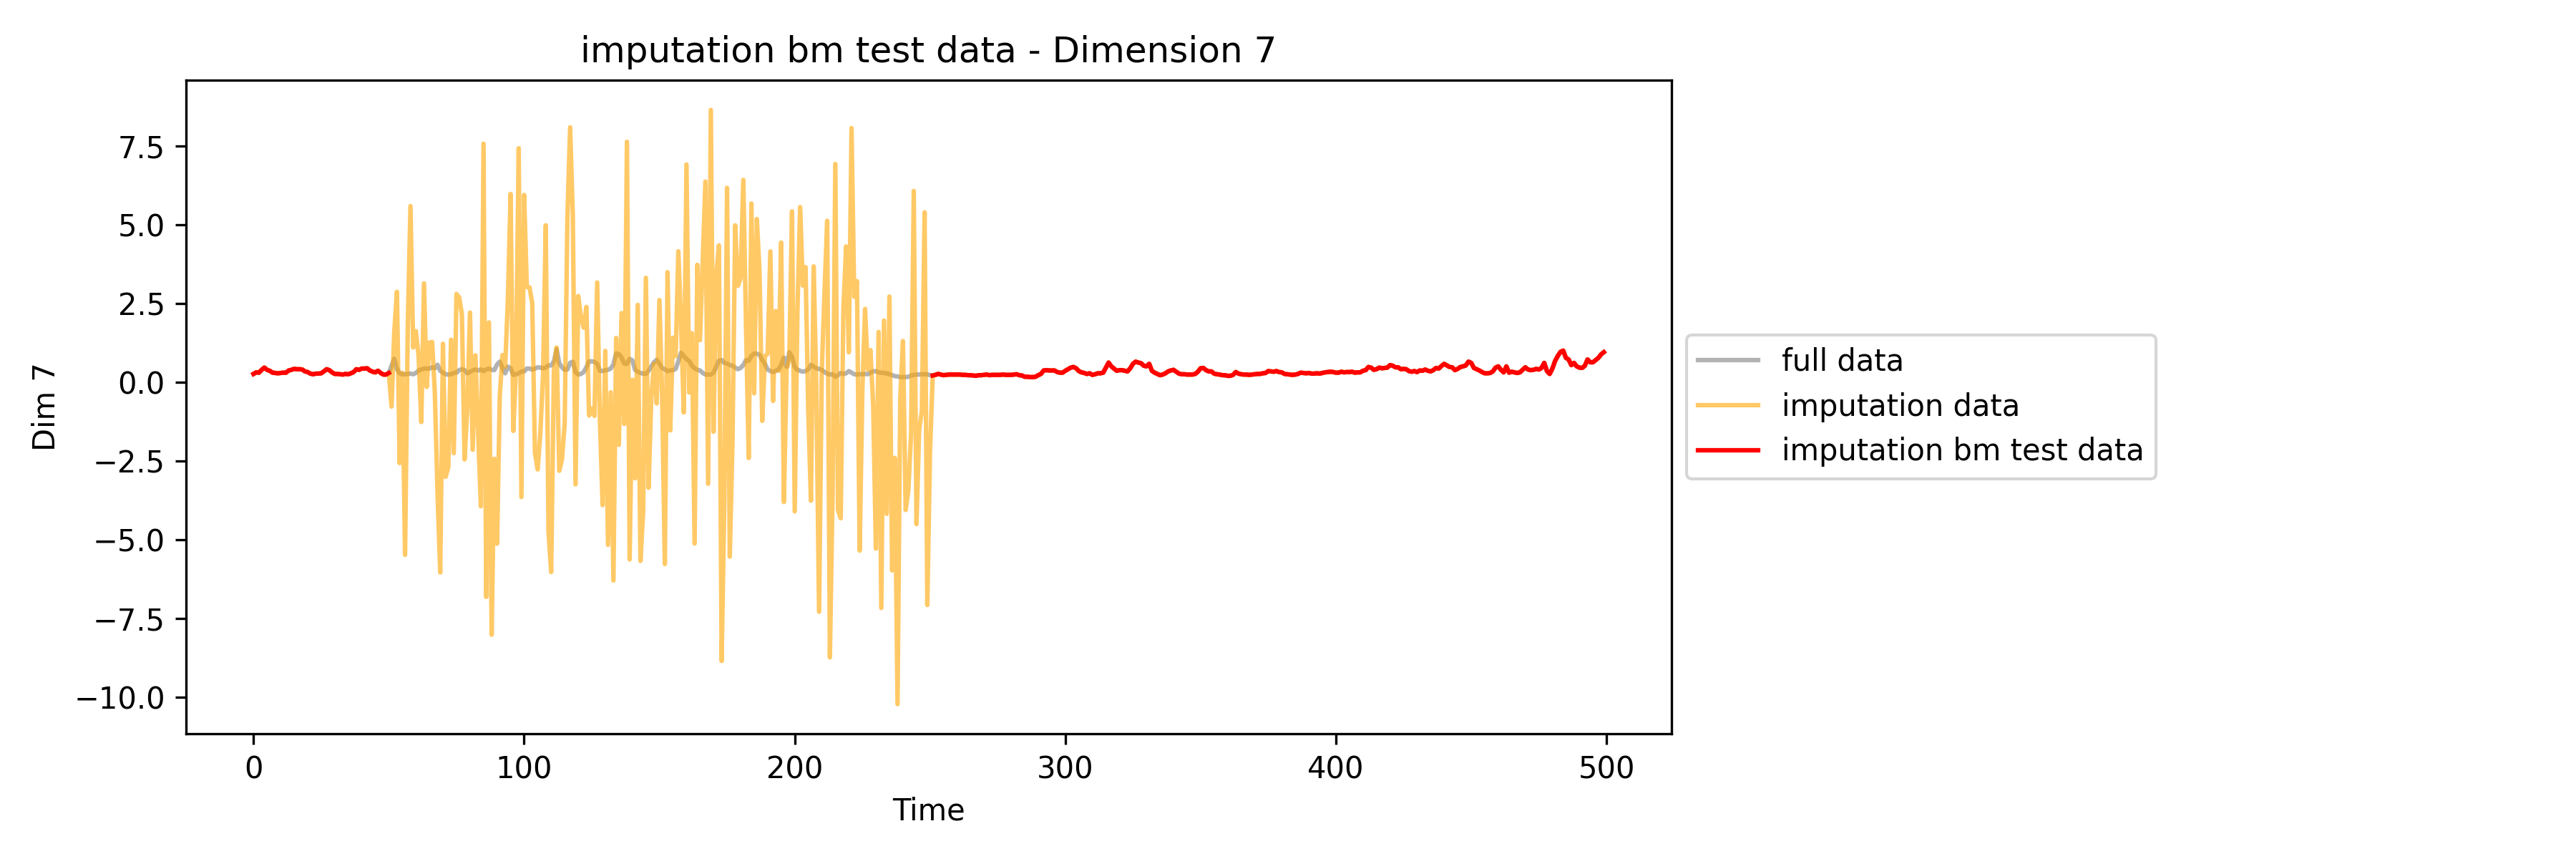 imputation bm test data - Dimension 7
Dim 7
7.5
5.0
2.5
0.0
−2.5
−5.0
−7.5
−10.0
0 100 200 300 400 500
Time
full data
imputation data
imputation bm test data